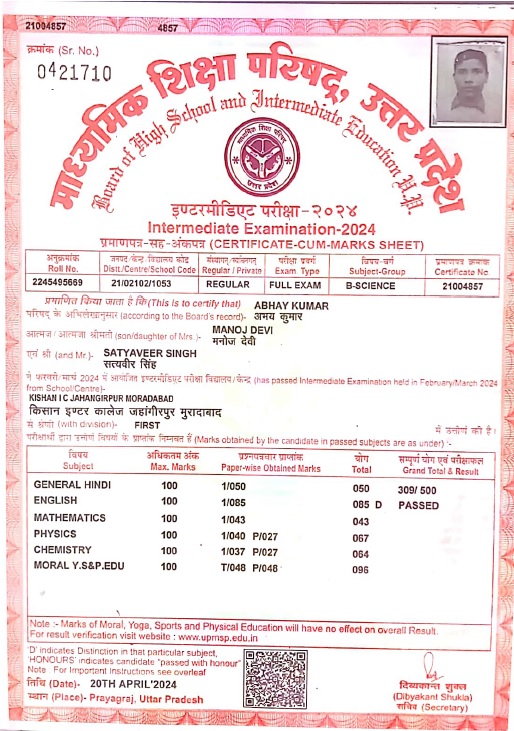 21004857 4857
क्रमांक (Sr. No.)
0421710
माध्यमिक शिक्षा परिषद्, उत्तर प्रदेश
Board of High School and Intermediate Education U.P.
माध्यमिक शिक्षा परिषद
उत्तर प्रदेश
इण्टरमीडिएट परीक्षा-२०२४
Intermediate Examination-2024
प्रमाणपत्र-सह-अंकपत्र (CERTIFICATE-CUM-MARKS SHEET)
अनुक्रमांक जनपद/केन्द्र/विद्यालय कोड संस्थागत/व्यक्तिगत परीक्षा प्रवर्ग विषय-वर्ग प्रमाणपत्र क्रमांक
Roll No. Distt./Centre/School Code Regular / Private Exam. Type Subject-Group Certificate No.
2245495669 21/02102/1053 REGULAR FULL EXAM B-SCIENCE 21004857
प्रमाणित किया जाता है कि (This is to certify that) ABHAY KUMAR
परिषद के अभिलेखानुसार (according to the Board's record)- अभय कुमार
आत्मज / आत्मजा श्रीमती (son/daughter of Mrs.)- MANOJ DEVI
मनोज देवी
एवं श्री (and Mr.)- SATYAVEER SINGH
सत्यवीर सिंह
ने फरवरी/मार्च 2024 में आयोजित इण्टरमीडिएट परीक्षा विद्यालय/केन्द्र (has passed Intermediate Examination held in February/March 2024
from School/Centre)-
KISHAN I C JAHANGIRPUR MORADABAD
किसान इण्टर कालेज जहांगीरपुर मुरादाबाद
से श्रेणी (with division)- FIRST में उत्तीर्ण की है।
परीक्षार्थी द्वारा उत्तीर्ण विषयों के प्राप्तांक निम्नवत हैं (Marks obtained by the candidate in passed subjects are as under) :-
विषय अधिकतम अंक प्रश्नपत्रवार प्राप्तांक योग सम्पूर्ण योग एवं परीक्षाफल
Subject Max. Marks Paper-wise Obtained Marks Total Grand Total & Result
GENERAL HINDI 100 1/050 050 309/ 500
ENGLISH 100 1/085 085 D PASSED
MATHEMATICS 100 1/043 043
PHYSICS 100 1/040 P/027 067
CHEMISTRY 100 1/037 P/027 064
MORAL Y.S&P.EDU 100 T/048 P/048 096
Note :- Marks of Moral, Yoga, Sports and Physical Education will have no effect on overall Result.
For result verification visit website : www.upmsp.edu.in
'D' indicates Distinction in that particular subject,
'HONOURS' indicates candidate "passed with honour"
Note : For Important Instructions see overleaf
तिथि (Date)- 20TH APRIL'2024
स्थान (Place)- Prayagraj, Uttar Pradesh
दिव्यकान्त शुक्ल
(Dibyakant Shukla)
सचिव (Secretary)